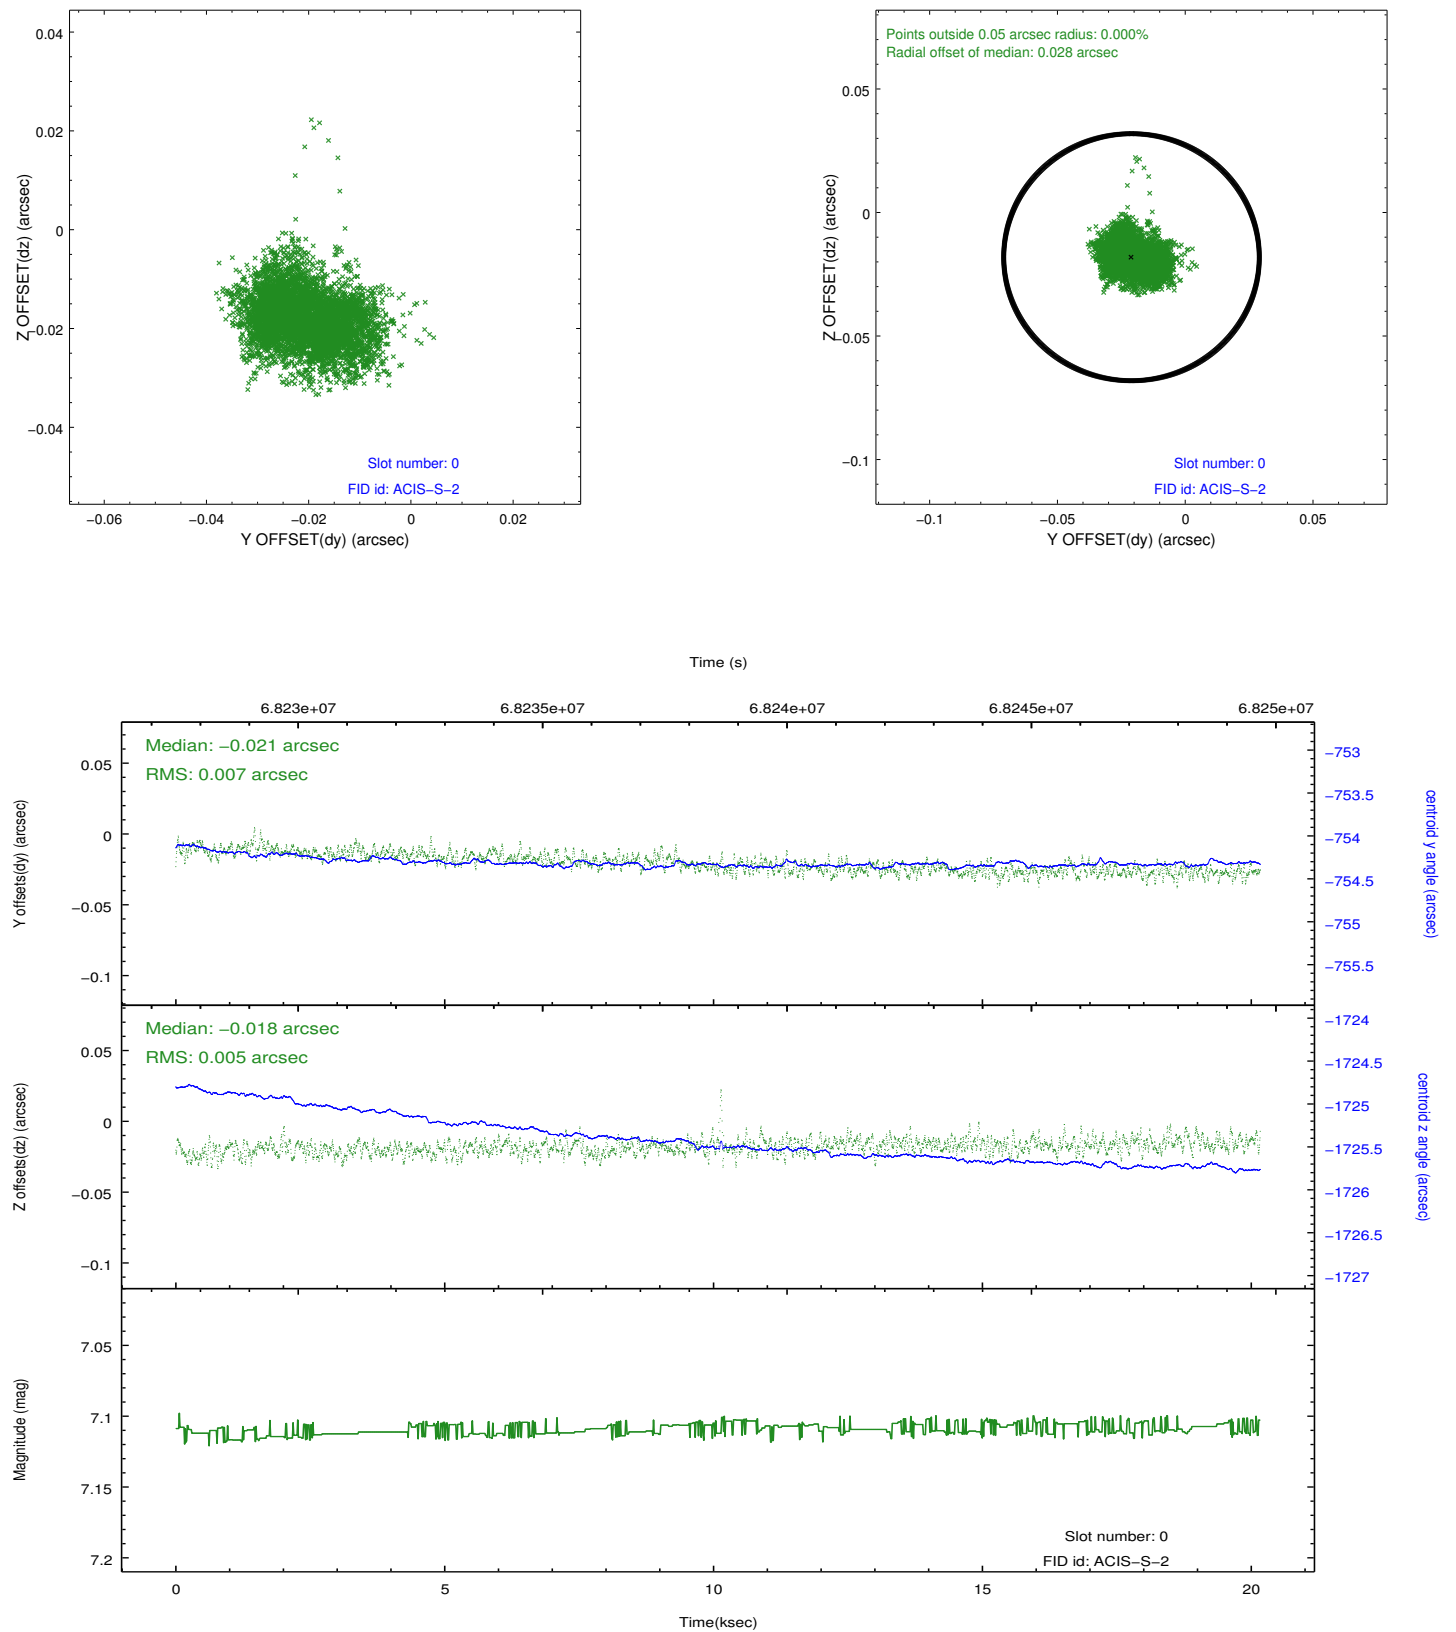 0.04
0.02
0
−0.02
−0.04
Z OFFSET(dz) (arcsec)
Slot number: 0
FID id: ACIS−S−2
−0.06
−0.04
−0.02
0
0.02
Y OFFSET(dy) (arcsec)
Points outside 0.05 arcsec radius: 0.000%
Radial offset of median: 0.028 arcsec
0.05
0
−0.05
−0.1
Z OFFSET(dz) (arcsec)
Slot number: 0
FID id: ACIS−S−2
−0.1
−0.05
0
0.05
Y OFFSET(dy) (arcsec)
Time (s)
6.823e+07
6.8235e+07
6.824e+07
6.8245e+07
6.825e+07
Median: −0.021 arcsec
RMS: 0.007 arcsec
0.05
0
−0.05
−0.1
Y offsets(dy) (arcsec)
−753
−753.5
−754
−754.5
−755
−755.5
centroid y angle (arcsec)
Median: −0.018 arcsec
RMS: 0.005 arcsec
0.05
0
−0.05
−0.1
Z offsets(dz) (arcsec)
−1724
−1724.5
−1725
−1725.5
−1726
−1726.5
−1727
centroid z angle (arcsec)
7.05
7.1
7.15
7.2
Magnitude (mag)
Slot number: 0
FID id: ACIS−S−2
0
5
10
15
20
Time(ksec)